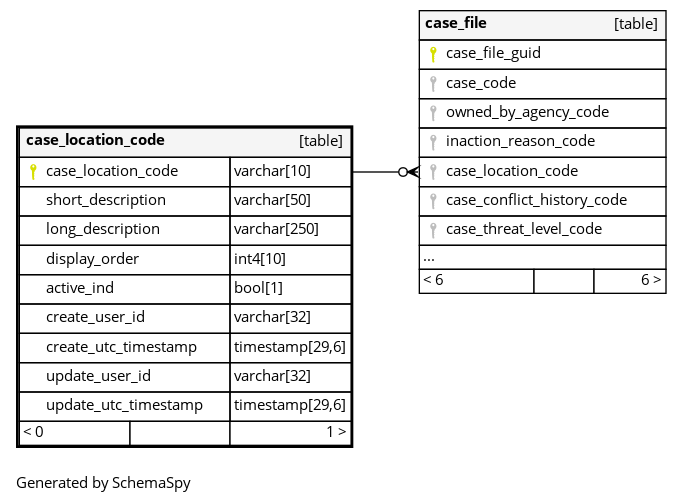 case_file [table]
case_file_guid
case_code
owned_by_agency_code
inaction_reason_code
case_location_code
case_conflict_history_code
case_threat_level_code
...
< 6 6 >
case_location_code [table]
case_location_code varchar[10]
short_description varchar[50]
long_description varchar[250]
display_order int4[10]
active_ind bool[1]
create_user_id varchar[32]
create_utc_timestamp timestamp[29,6]
update_user_id varchar[32]
update_utc_timestamp timestamp[29,6]
< 0 1 >
Generated by SchemaSpy